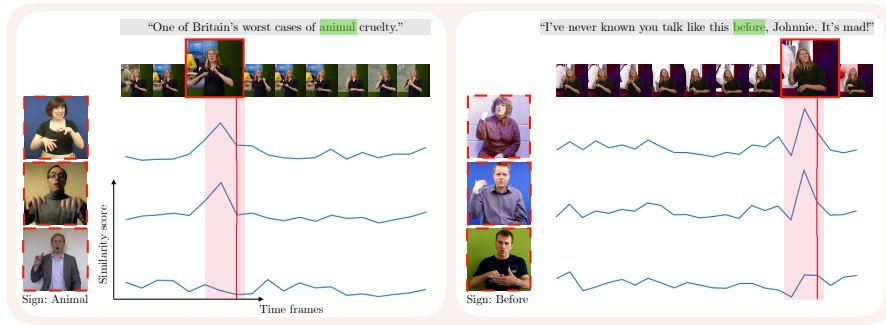 “One of Britain’s worst cases of animal cruelty.”
Similarity score
Sign: Animal
Time frames
“I’ve never known you talk like this before, Johnnie. It’s mad!”
Sign: Before